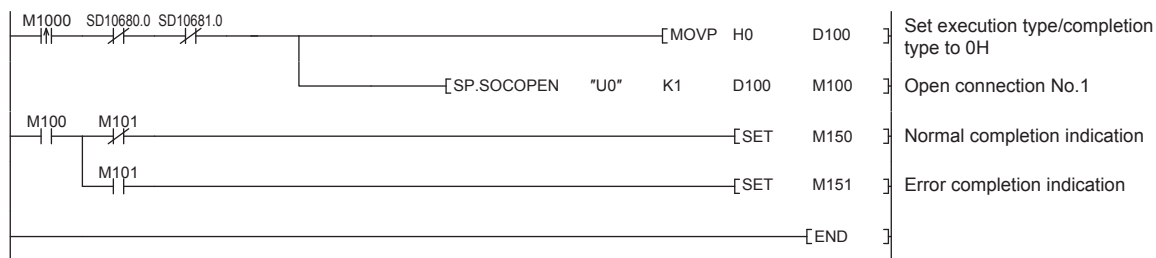 M1000 SD10680.0 SD10681.0
[MOVP H0 D100 ] Set execution type/completion
type to 0H
[SP.SOCOPEN "U0" K1 D100 M100 ] Open connection No.1
M100 M101
[SET M150 ] Normal completion indication
M101
[SET M151 ] Error completion indication
[END ]